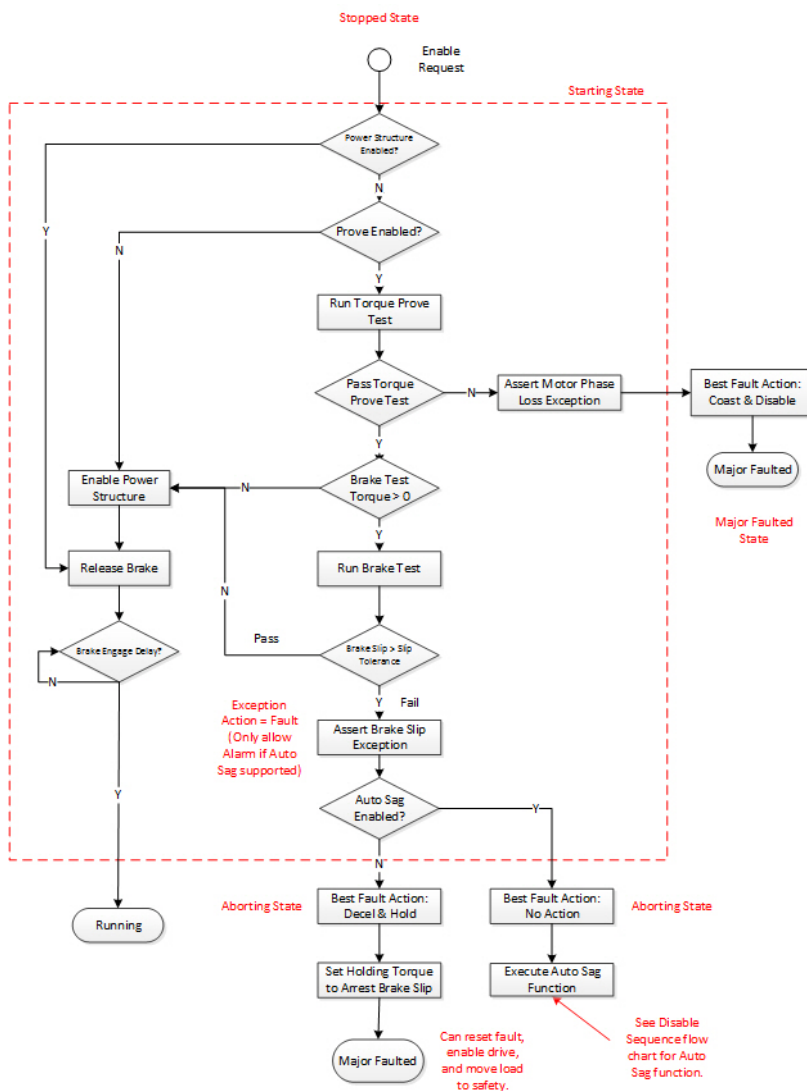 Stopped State
Enable
Request
Starting State
Power Structure
Enabled?
N
Y
Prove Enabled?
N
Y
Run Torque Prove
Test
Pass Torque
Prove Test
N
Assert Motor Phase
Loss Exception
Best Fault Action:
Coast & Disable
Y
Major Faulted
Enable Power
Structure
N
Brake Test
Torque > 0
Major Faulted
State
Y
Release Brake
Run Brake Test
N
Pass
Brake Slip > Slip
Tolerance
Brake Engage Delay?
N
Y
Fail
Exception
Action = Fault
(Only allow
Alarm if Auto
Sag supported)
Assert Brake Slip
Exception
Y
Auto Sag
Enabled?
Y
N
Aborting State
Best Fault Action:
Decel & Hold
Best Fault Action:
No Action
Aborting State
Running
Set Holding Torque
to Arrest Brake Slip
Execute Auto Sag
Function
Major Faulted
Can reset fault,
enable drive,
and move load
to safety.
See Disable
Sequence flow
chart for Auto
Sag function.